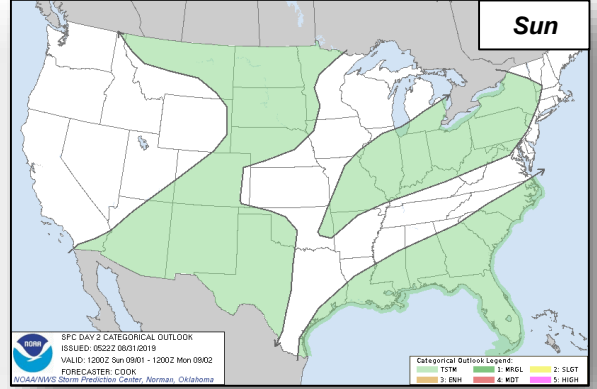 Sun
SPC DAY 2 CATEGORICAL OUTLOOK
ISSUED: 0522Z 08/31/2019
VALID: 1200Z Sun 09/01 - 1200Z Mon 09/02
FORECASTER: COOK
NOAA/NWS Storm Prediction Center, Norman, Oklahoma
NOAA
Categorical Outlook Legend:
TSTM 1: MRGL 2: SLGT
3: ENH 4: MDT 5: HIGH